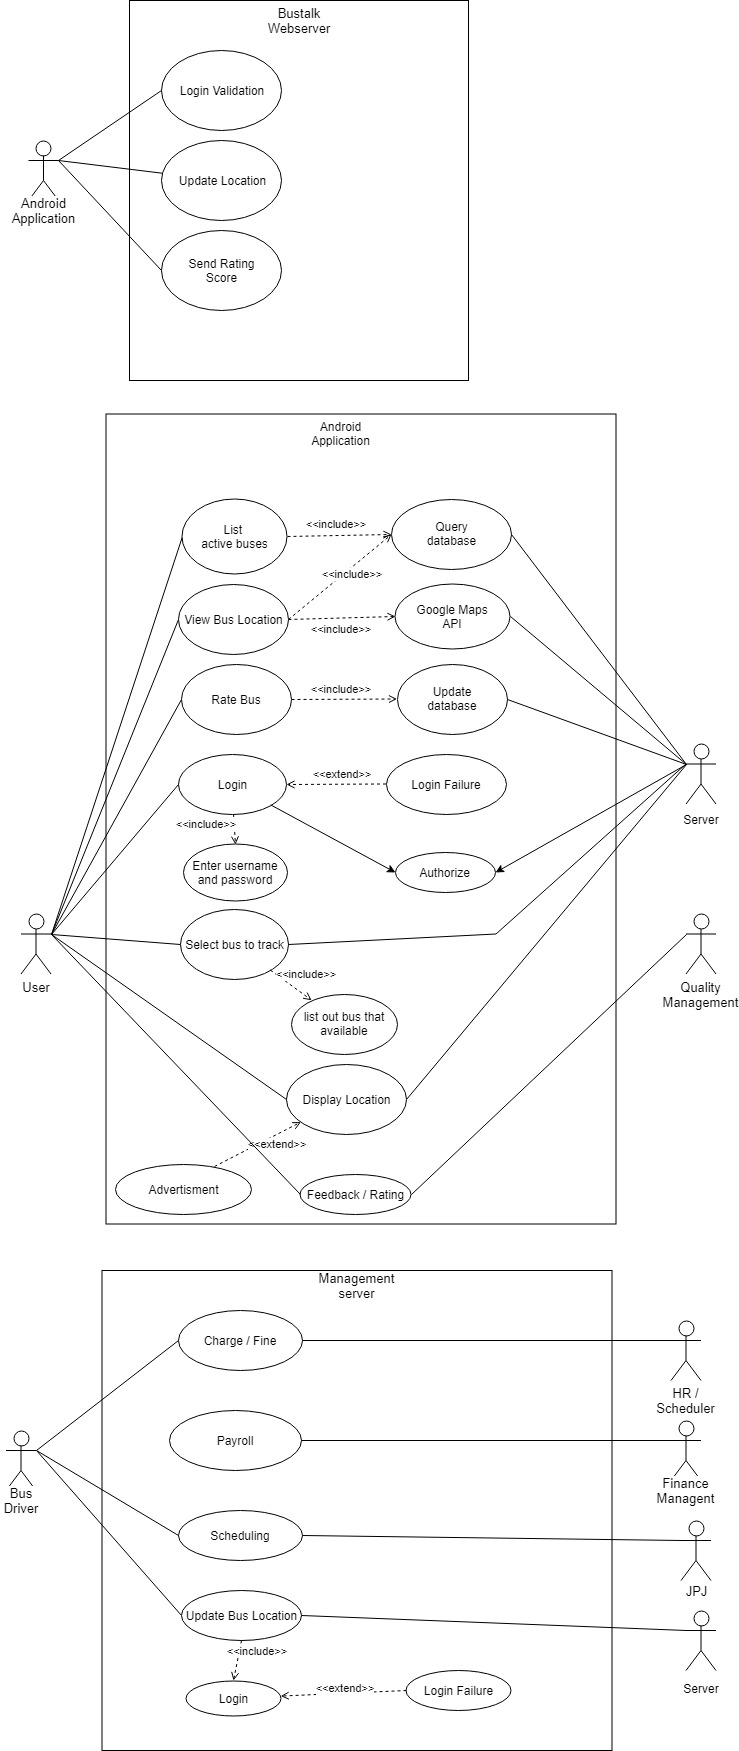 Bustalk
Webserver
Login Validation
Update Location
Send Rating
Score
Android
Application
Android
Application
List
active buses
<<include>>
Query
database
<<include>>
View Bus Location
<<include>>
Google Maps
API
Rate Bus
<<include>>
Update
database
Login
<<extend>>
Login Failure
<<include>>
Enter username
and password
Authorize
Server
Select bus to track
<<include>>
list out bus that
available
User
Quality
Management
Display Location
<<extend>>
Advertisment
Feedback / Rating
Management
server
Charge / Fine
HR /
Scheduler
Payroll
Finance
Managent
Bus
Driver
Scheduling
JPJ
Update Bus Location
<<include>>
Server
Login
<<extend>>
Login Failure